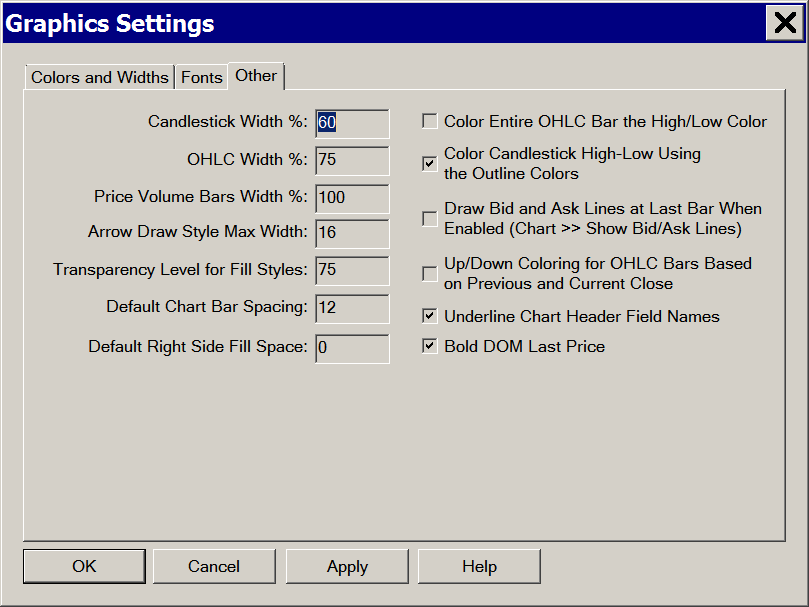 Graphics Settings
Colors and Widths
Fonts
Other
Candlestick Width %: 60
OHLC Width %: 75
Price Volume Bars Width %: 100
Arrow Draw Style Max Width: 16
Transparency Level for Fill Styles: 75
Default Chart Bar Spacing: 12
Default Right Side Fill Space: 0
Color Entire OHLC Bar the High/Low Color
Color Candlestick High-Low Using
the Outline Colors
Draw Bid and Ask Lines at Last Bar When
Enabled (Chart >> Show Bid/Ask Lines)
Up/Down Coloring for OHLC Bars Based
on Previous and Current Close
Underline Chart Header Field Names
Bold DOM Last Price
OK
Cancel
Apply
Help